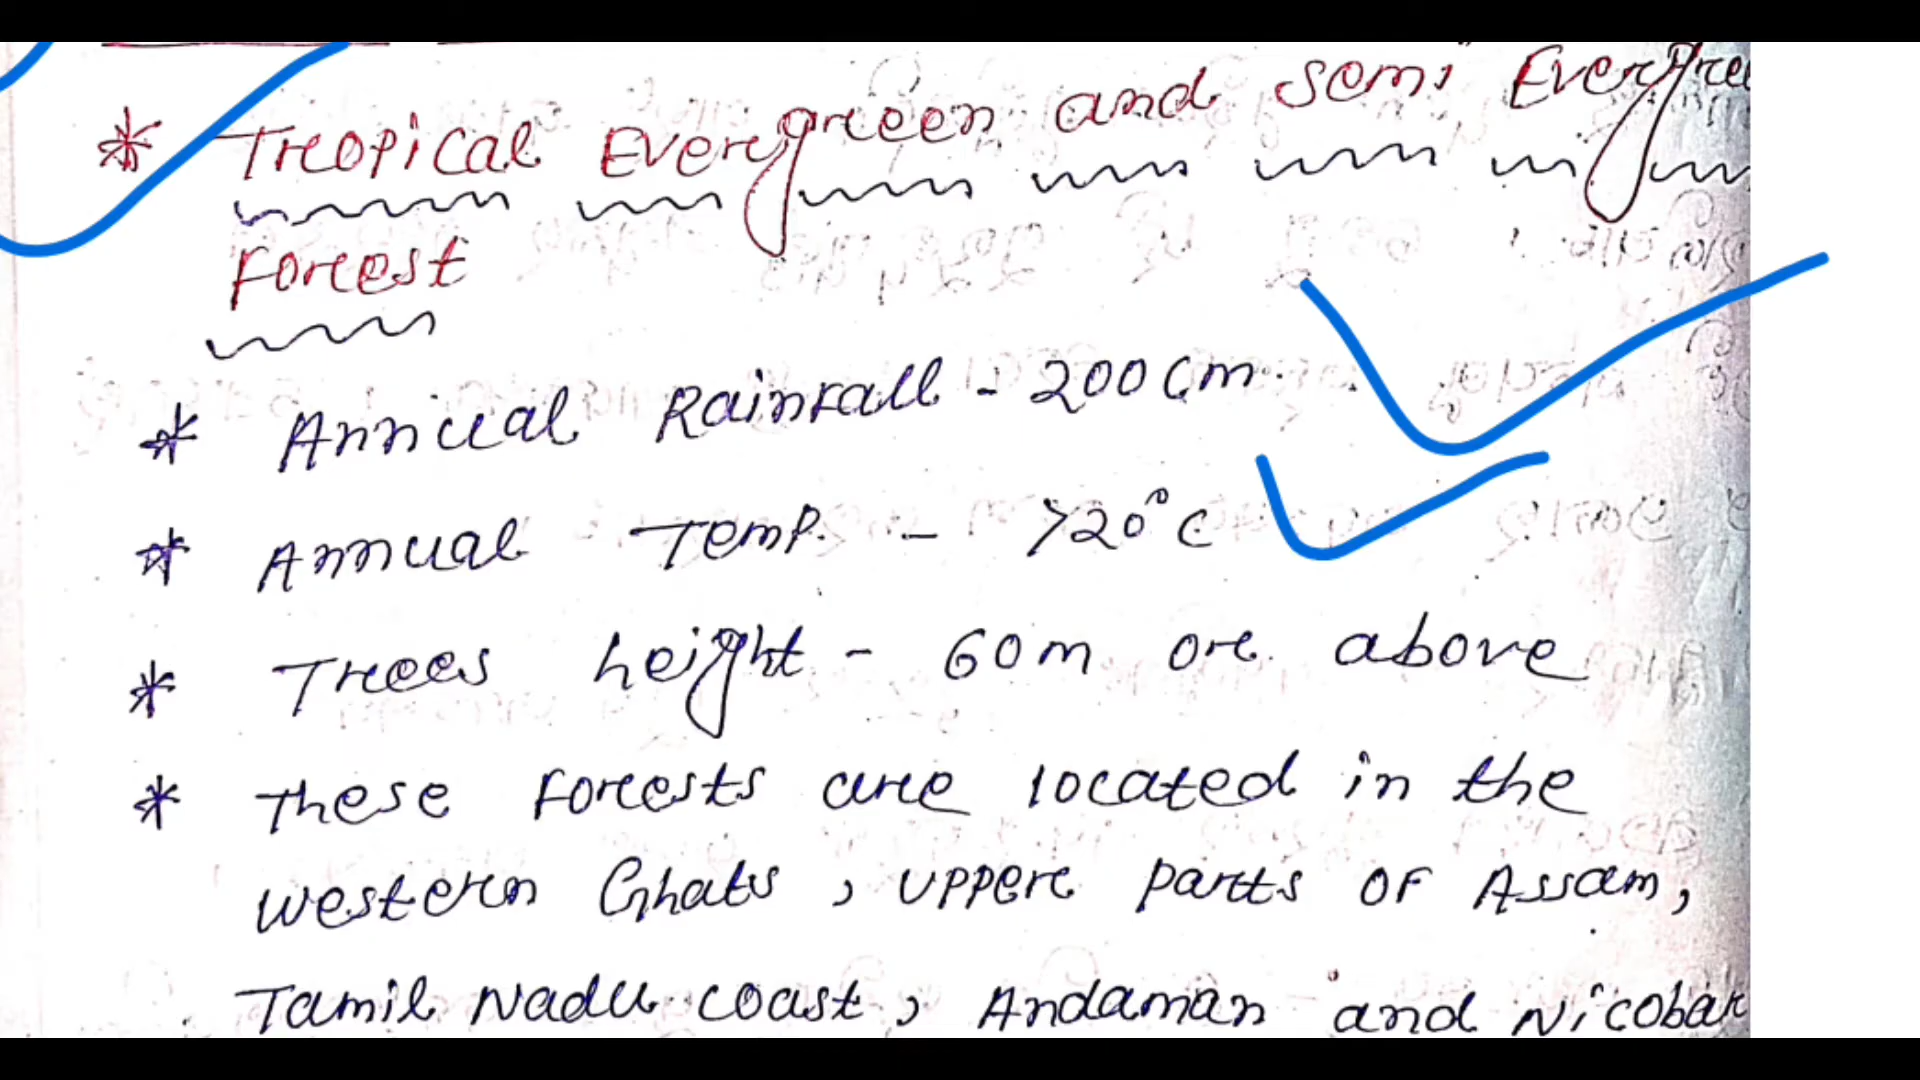 * Tropical Evergreen and Semi Evergree
Forest
* Annual Rainfall - 200 cm.
* Annual Temp. - >20°C
* Trees height - 60m or above
* These forests are located in the
Western Ghats, upper parts of Assam,
Tamil Nadu coast, Andaman and Nicobar